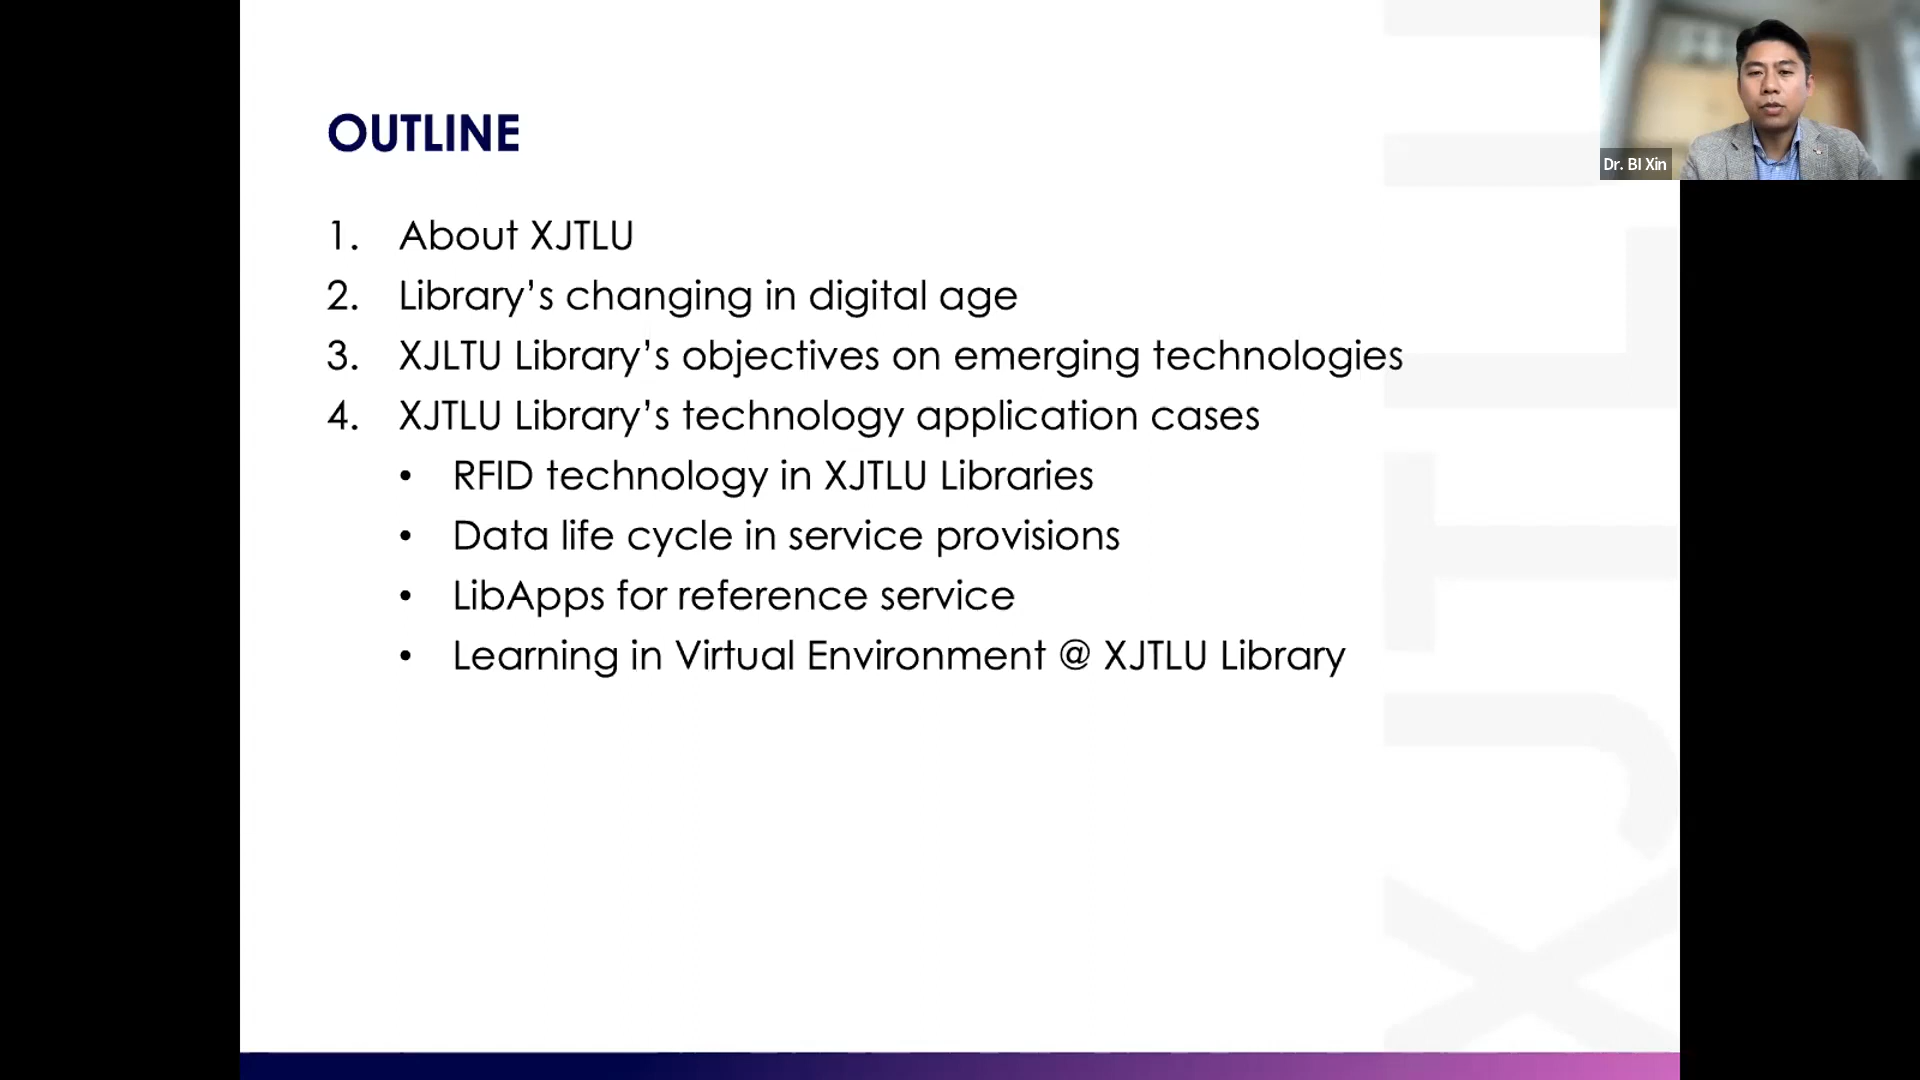 OUTLINE
1. About XJTLU
2. Library’s changing in digital age
3. XJLTU Library’s objectives on emerging technologies
4. XJTLU Library’s technology application cases
• RFID technology in XJTLU Libraries
• Data life cycle in service provisions
• LibApps for reference service
• Learning in Virtual Environment @ XJTLU Library
Dr. BI Xin
XJTLU